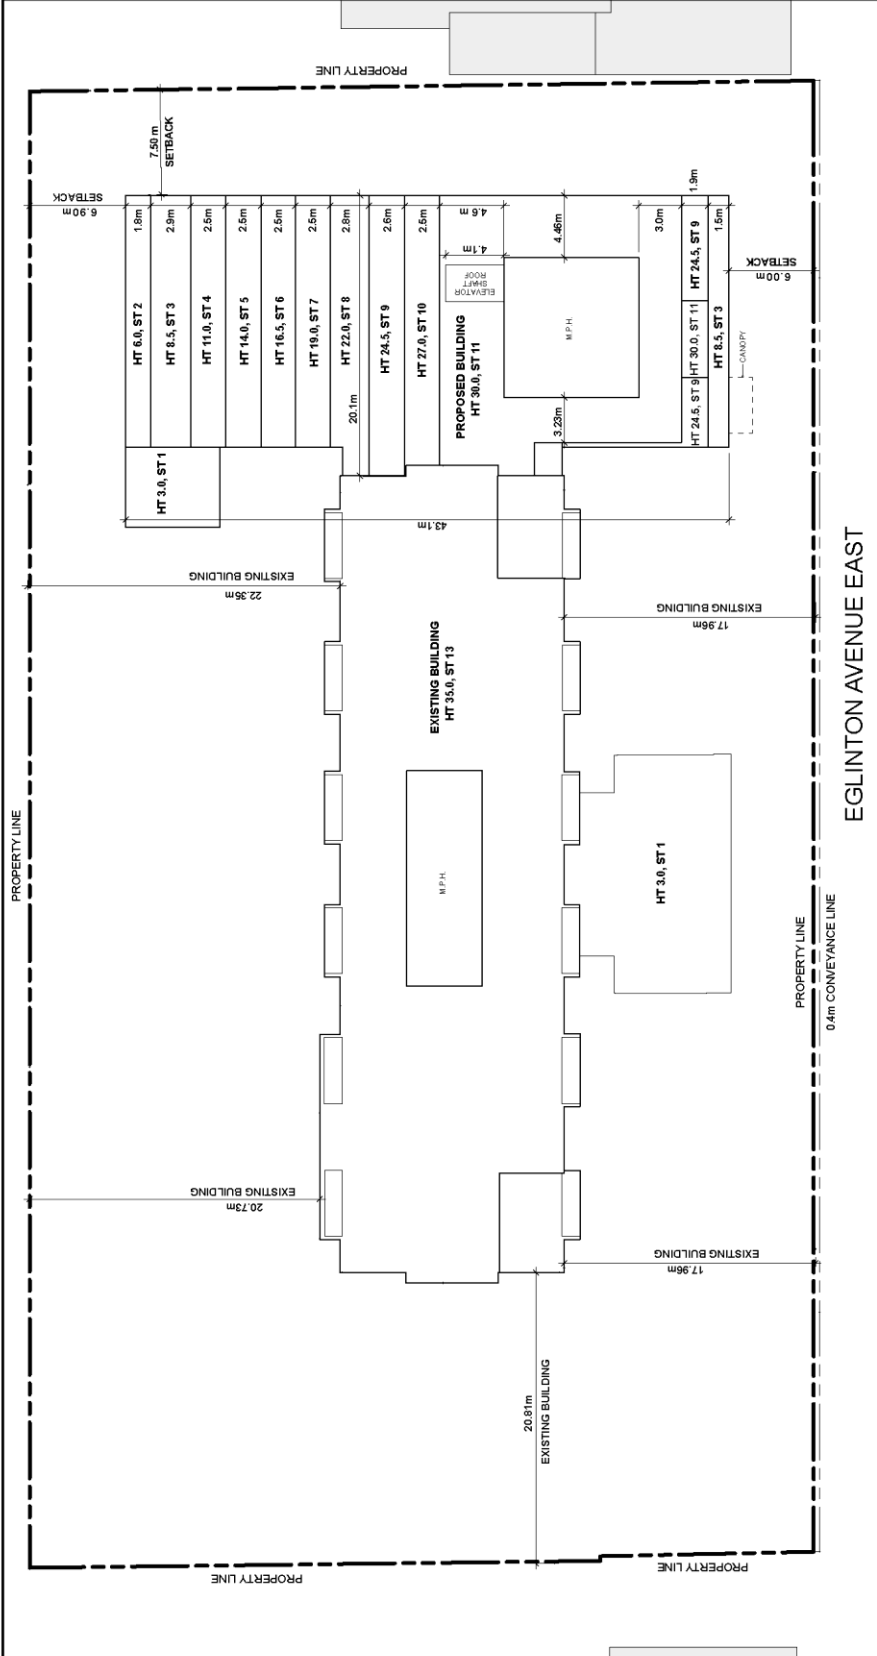 PROPERTY LINE
7.50 m
SETBACK
SETBACK
6.90 m
1.8m
HT 6.0, ST 2
2.9m
HT 8.5, ST 3
2.5m
HT 11.0, ST 4
2.5m
HT 14.0, ST 5
2.5m
HT 16.5, ST 6
2.5m
HT 19.0, ST 7
2.8m
HT 22.0, ST 8
2.6m
HT 24.5, ST 9
2.5m
HT 27.0, ST 10
20.1m
4.6 m
4.1m
ELEVATOR
SHAFT
ROOF
PROPOSED BUILDING
HT 30.0, ST 11
4.46m
M.P.H.
3.23m
3.0m
1.9m
HT 24.5, ST 9
HT 30.0, ST 11
HT 24.5, ST 9
1.5m
HT 8.5, ST 3
SETBACK
6.00m
CANOPY
HT 3.0, ST 1
43.1m
EXISTING BUILDING
22.35m
EXISTING BUILDING
17.96m
EXISTING BUILDING
HT 35.0, ST 13
M.P.H.
HT 3.0, ST 1
PROPERTY LINE
EGLINTON AVENUE EAST
PROPERTY LINE
0.4m CONVEYANCE LINE
EXISTING BUILDING
20.73m
EXISTING BUILDING
17.96m
20.81m
EXISTING BUILDING
PROPERTY LINE
PROPERTY LINE